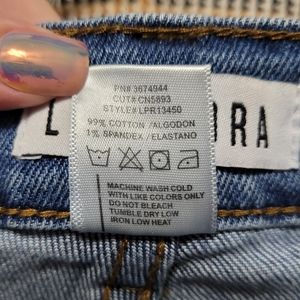 PN# 3674944
CUT# CN5893
STYLE# LPR13450
99% COTTON / ALGODON
1% SPANDEX / ELASTANO
MACHINE WASH COLD
WITH LIKE COLORS ONLY
DO NOT BLEACH
TUMBLE DRY LOW
IRON LOW HEAT